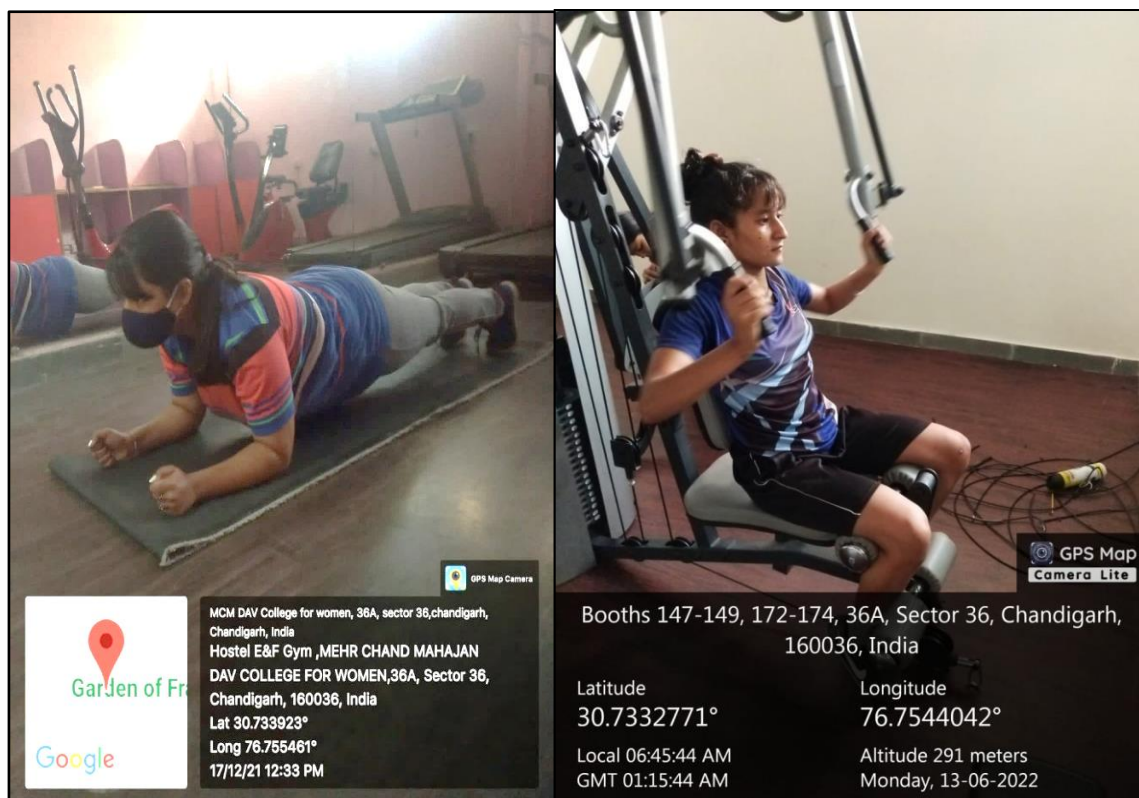 GPS Map Camera
MCM DAV College for women, 36A, sector 36,chandigarh,
Chandigarh, India
Hostel E&F Gym ,MEHR CHAND MAHAJAN
DAV COLLEGE FOR WOMEN,36A, Sector 36,
Chandigarh, 160036, India
Lat 30.733923°
Long 76.755461°
17/12/21 12:33 PM
Garden of Fra
Google
GPS Map
Camera Lite
Booths 147-149, 172-174, 36A, Sector 36, Chandigarh,
160036, India
Latitude
30.7332771°
Longitude
76.7544042°
Local 06:45:44 AM
GMT 01:15:44 AM
Altitude 291 meters
Monday, 13-06-2022